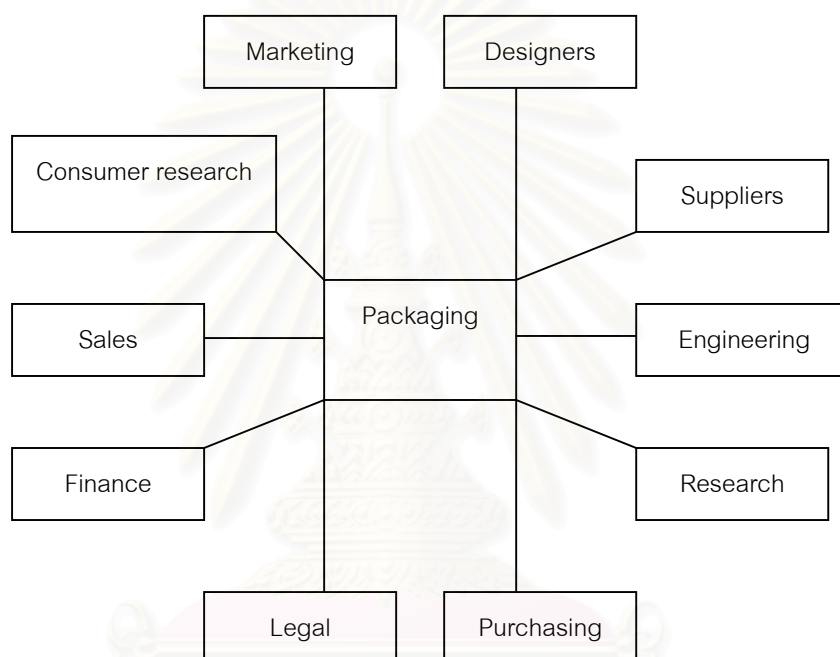 Marketing
Designers
Consumer research
Suppliers
Packaging
Sales
Engineering
Finance
Research
Legal
Purchasing